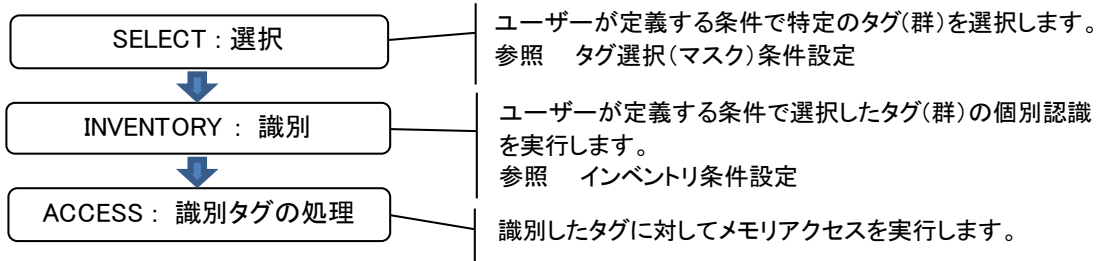 SELECT : 選択
ユーザーが定義する条件で特定のタグ(群)を選択します。
参照　タグ選択(マスク)条件設定
INVENTORY : 識別
ユーザーが定義する条件で選択したタグ(群)の個別認識
を実行します。
参照　インベントリ条件設定
ACCESS : 識別タグの処理
識別したタグに対してメモリアクセスを実行します。